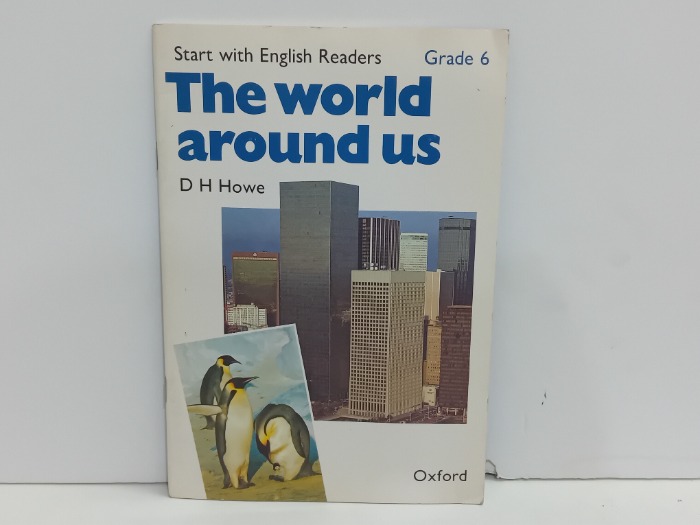 Start with English Readers Grade 6
The world
around us
D H Howe
Oxford